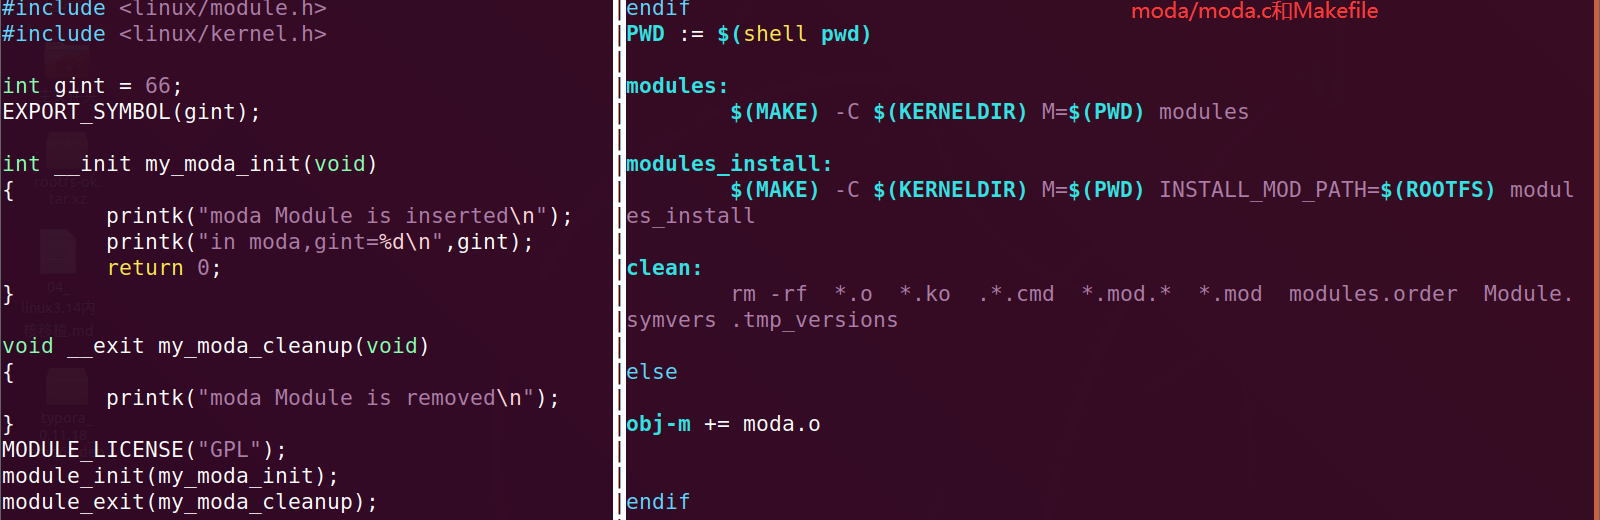 #include <linux/module.h>
#include <linux/kernel.h>
int gint = 66;
EXPORT_SYMBOL(gint);
int __init my_moda_init(void)
{
printk("moda Module is inserted\n");
printk("in moda,gint=%d\n",gint);
return 0;
}
void __exit my_moda_cleanup(void)
{
printk("moda Module is removed\n");
}
MODULE_LICENSE("GPL");
module_init(my_moda_init);
module_exit(my_moda_cleanup);
moda/moda.c和Makefile
endif
PWD := $(shell pwd)
modules:
$(MAKE) -C $(KERNELDIR) M=$(PWD) modules
modules_install:
$(MAKE) -C $(KERNELDIR) M=$(PWD) INSTALL_MOD_PATH=$(ROOTFS) modul
es_install
clean:
rm -rf  *.o  *.ko  .*.cmd  *.mod.*  *.mod  modules.order  Module.
symvers .tmp_versions
else
obj-m += moda.o
endif